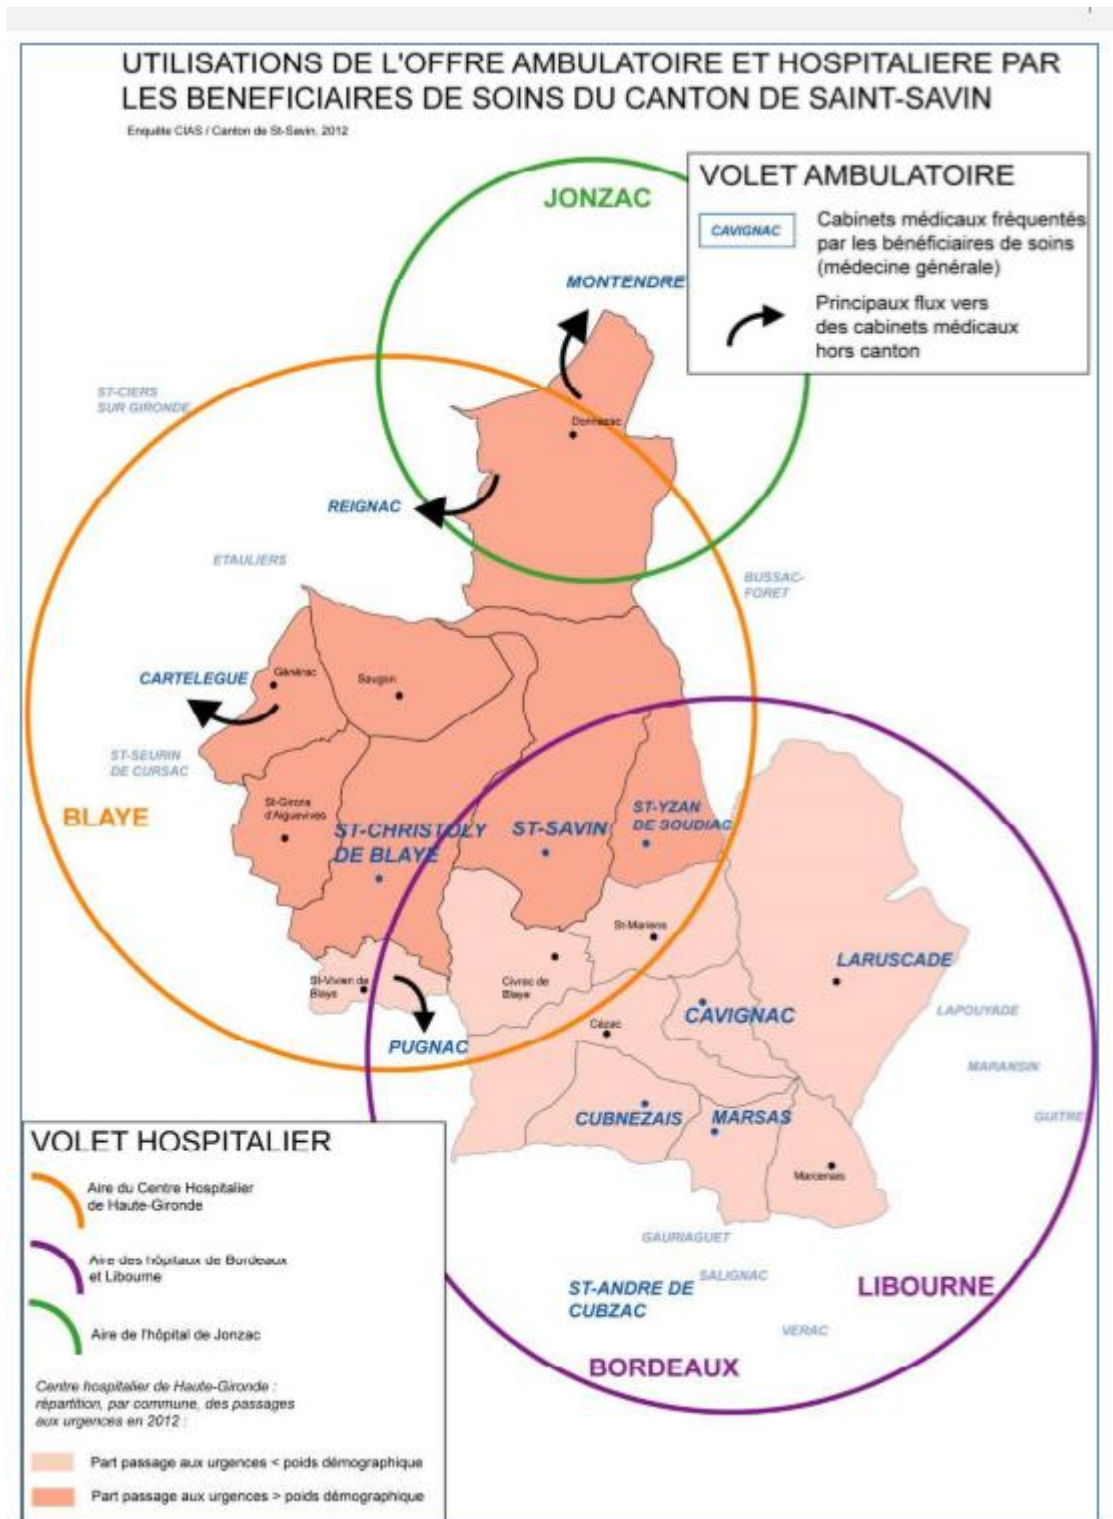 UTILISATIONS DE L'OFFRE AMBULATOIRE ET HOSPITALIERE PAR
LES BENEFICIAIRES DE SOINS DU CANTON DE SAINT-SAVIN
Enquête CIAS / Canton de St-Savin, 2012
VOLET AMBULATOIRE
CAVIGNAC
Cabinets médicaux fréquentés
par les bénéficiaires de soins
(médecine générale)
Principaux flux vers
des cabinets médicaux
hors canton
JONZAC
MONTENDRE
ST-CIERS
SUR GIRONDE
Donnezac
REIGNAC
ETAULIERS
BUSSAC-
FORET
CARTELEGUE
Générac
Saugon
ST-SEURIN
DE CURSAC
BLAYE
St-Girons
d'Aiguevives
ST-CHRISTOLY
DE BLAYE
ST-SAVIN
ST-YZAN
DE SOUDIAC
St-Mariens
LARUSCADE
St-Vivien de
Blaye
Civrac de
Blaye
CAVIGNAC
LAPOUYADE
Cézac
PUGNAC
MARANSIN
CUBNEZAIS
MARSAS
GUITRES
Marcenais
GAURIAGUET
SALIGNAC
ST-ANDRE DE
CUBZAC
LIBOURNE
VERAC
BORDEAUX
VOLET HOSPITALIER
Aire du Centre Hospitalier
de Haute-Gironde
Aire des hôpitaux de Bordeaux
et Libourne
Aire de l'hôpital de Jonzac
Centre hospitalier de Haute-Gironde :
répartition, par commune, des passages
aux urgences en 2012 :
Part passage aux urgences < poids démographique
Part passage aux urgences > poids démographique